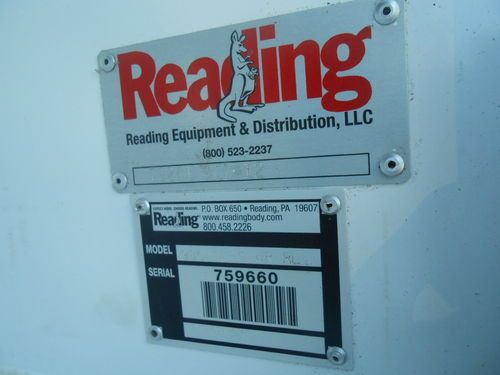 Reading
Reading Equipment & Distribution, LLC
(800) 523-2237
Reading
P.O. BOX 650 • Reading, PA 19607
www.readingbody.com
800.458.2226
MODEL
SERIAL
759660